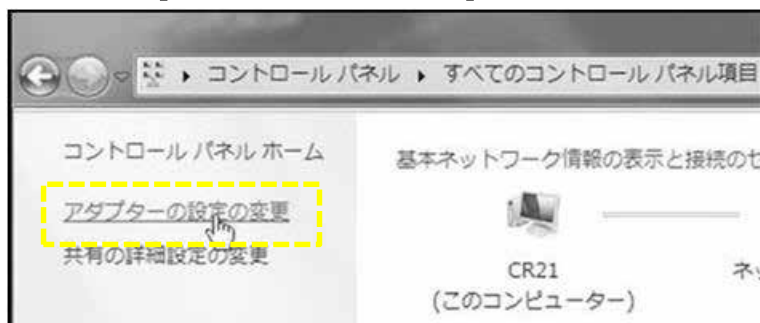 コントロール パネル ▸ すべてのコントロール パネル項目
コントロール パネル ホーム
アダプターの設定の変更
共有の詳細設定の変更
基本ネットワーク情報の表示と接続のセ
CR21
(このコンピューター)
ネッ